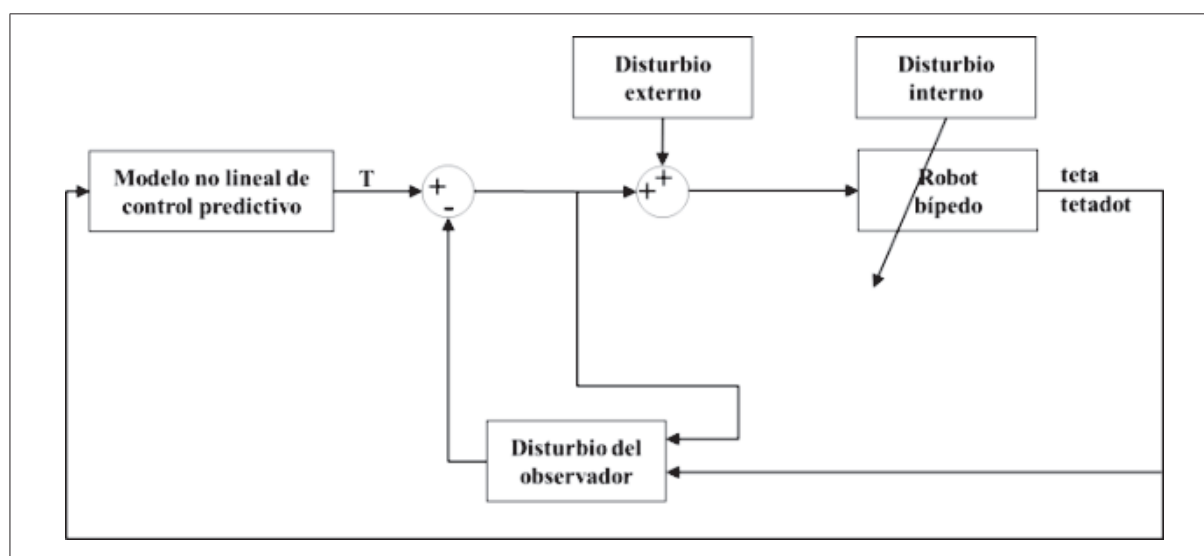 Disturbio
externo
Disturbio
interno
Modelo no lineal de
control predictivo
T
+
-
+
+
Robot
bípedo
teta
tetadot
Disturbio del
observador